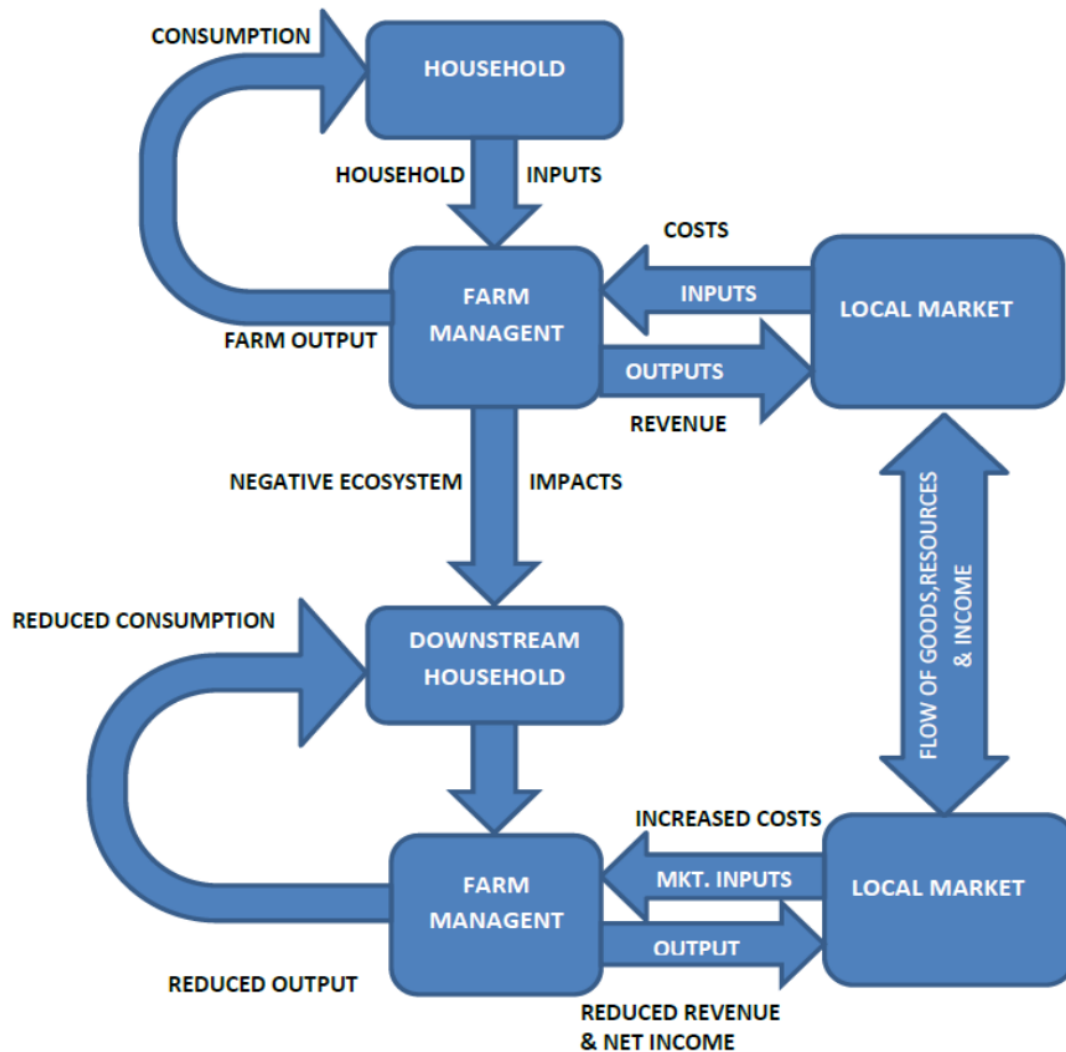 CONSUMPTION
HOUSEHOLD
HOUSEHOLD INPUTS
COSTS
FARM
MANAGENT
INPUTS
LOCAL MARKET
FARM OUTPUT
OUTPUTS
REVENUE
NEGATIVE ECOSYSTEM IMPACTS
FLOW OF GOODS,RESOURCES
& INCOME
REDUCED CONSUMPTION
DOWNSTREAM
HOUSEHOLD
INCREASED COSTS
FARM
MANAGENT
MKT. INPUTS
LOCAL MARKET
OUTPUT
REDUCED OUTPUT
REDUCED REVENUE
& NET INCOME